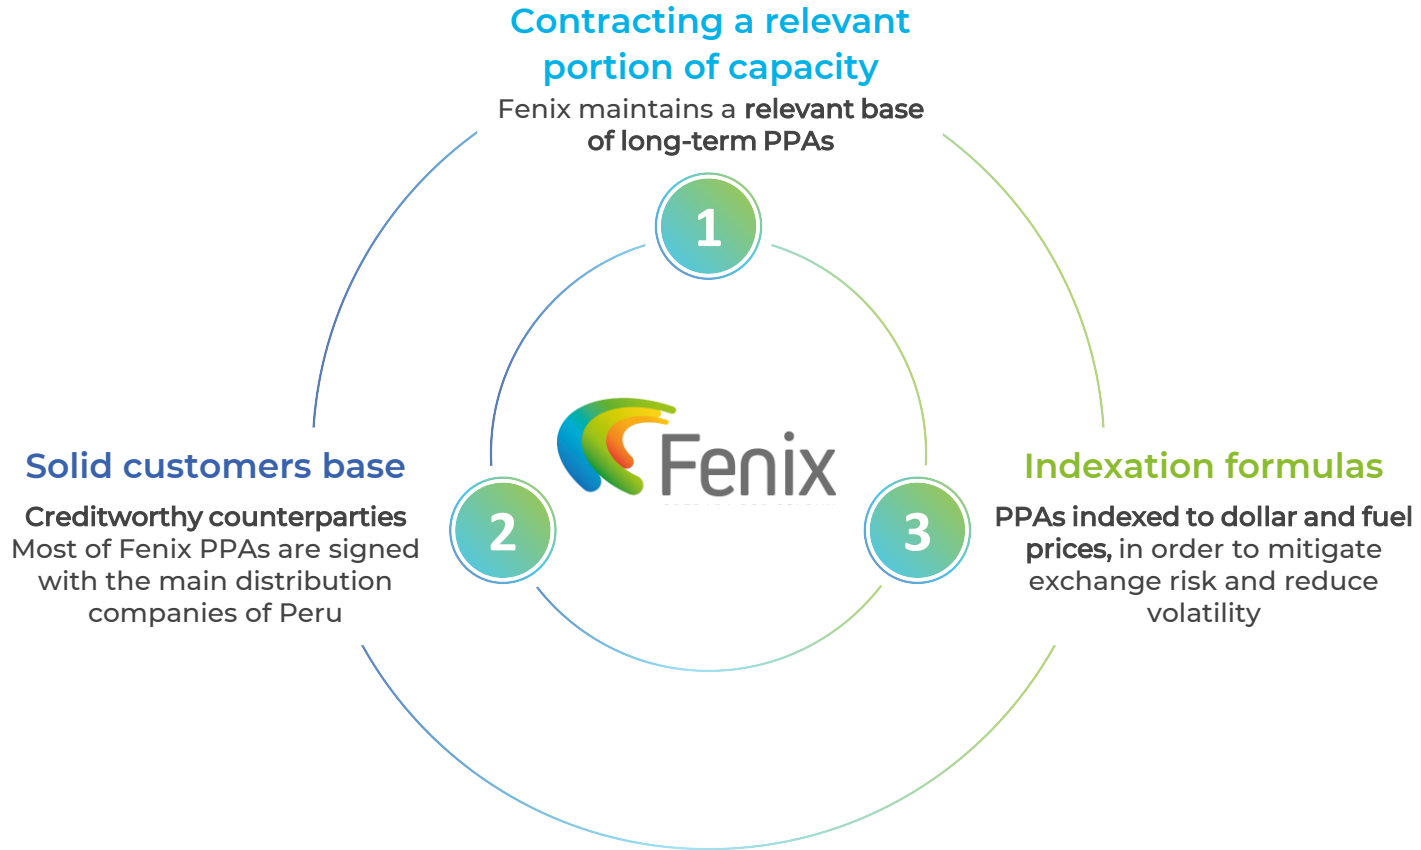 Contracting a relevant
portion of capacity
Fenix maintains a relevant base
of long-term PPAs
1
Solid customers base
Creditworthy counterparties
Most of Fenix PPAs are signed
with the main distribution
companies of Peru
2
Fenix
3
Indexation formulas
PPAs indexed to dollar and fuel
prices, in order to mitigate
exchange risk and reduce
volatility